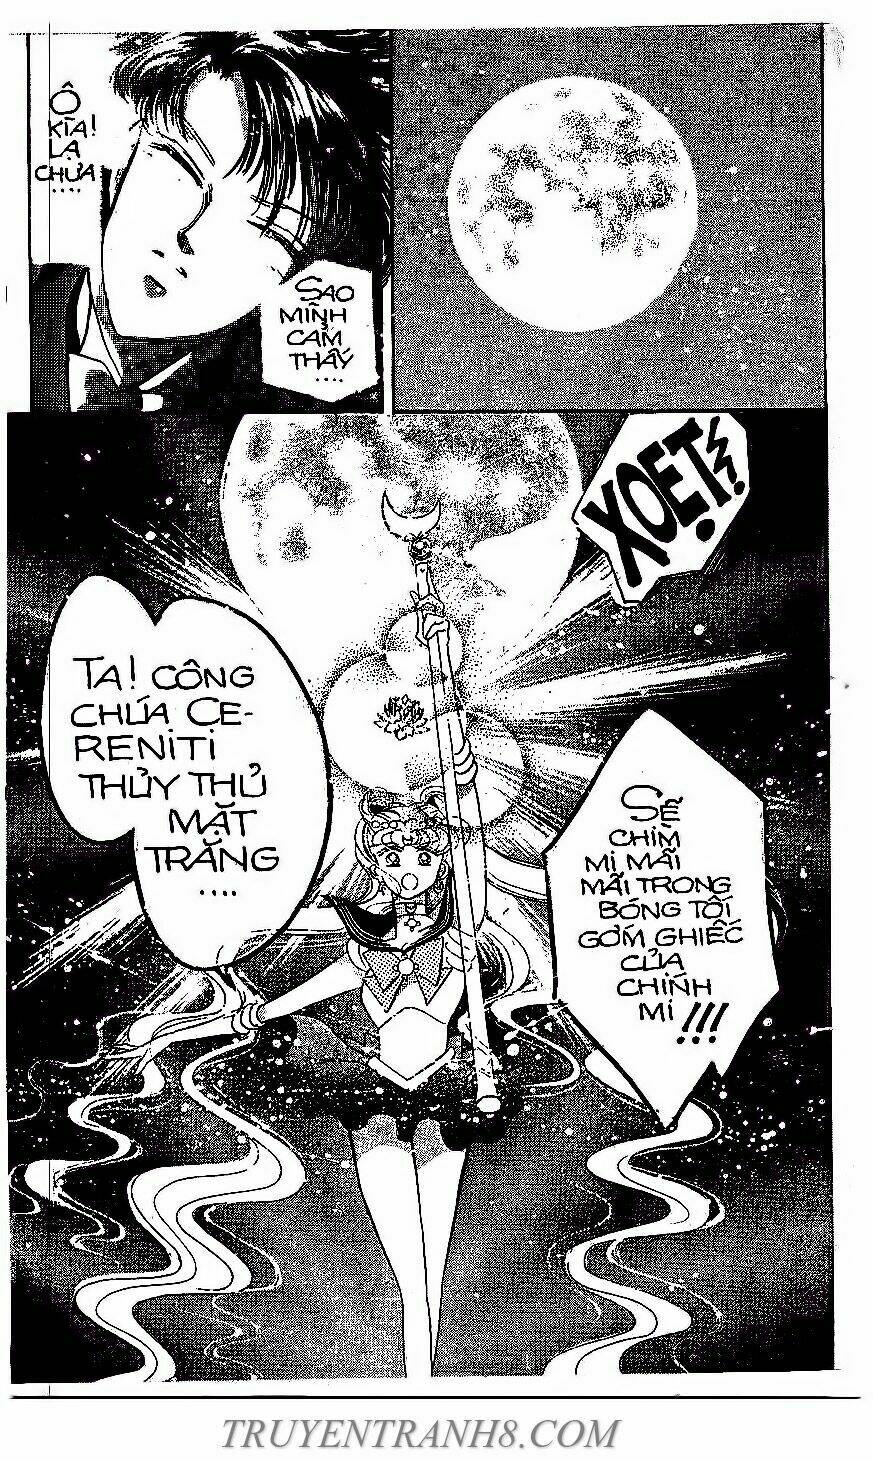 Ô
KÌA!
LẠ
CHƯA
....
SAO
MÌNH
CẢM
THẤY
....
XOẸT!
TA! CÔNG
CHÚA CE-
RENITI
THỦY THỦ
MẶT
TRĂNG
....
SẼ
CHÌM
MI MÃI
MÃI TRONG
BÓNG TỐI
GỚM GHIẾC
CỦA
CHÍNH
MI!!!
TRUYENTRANH8.COM